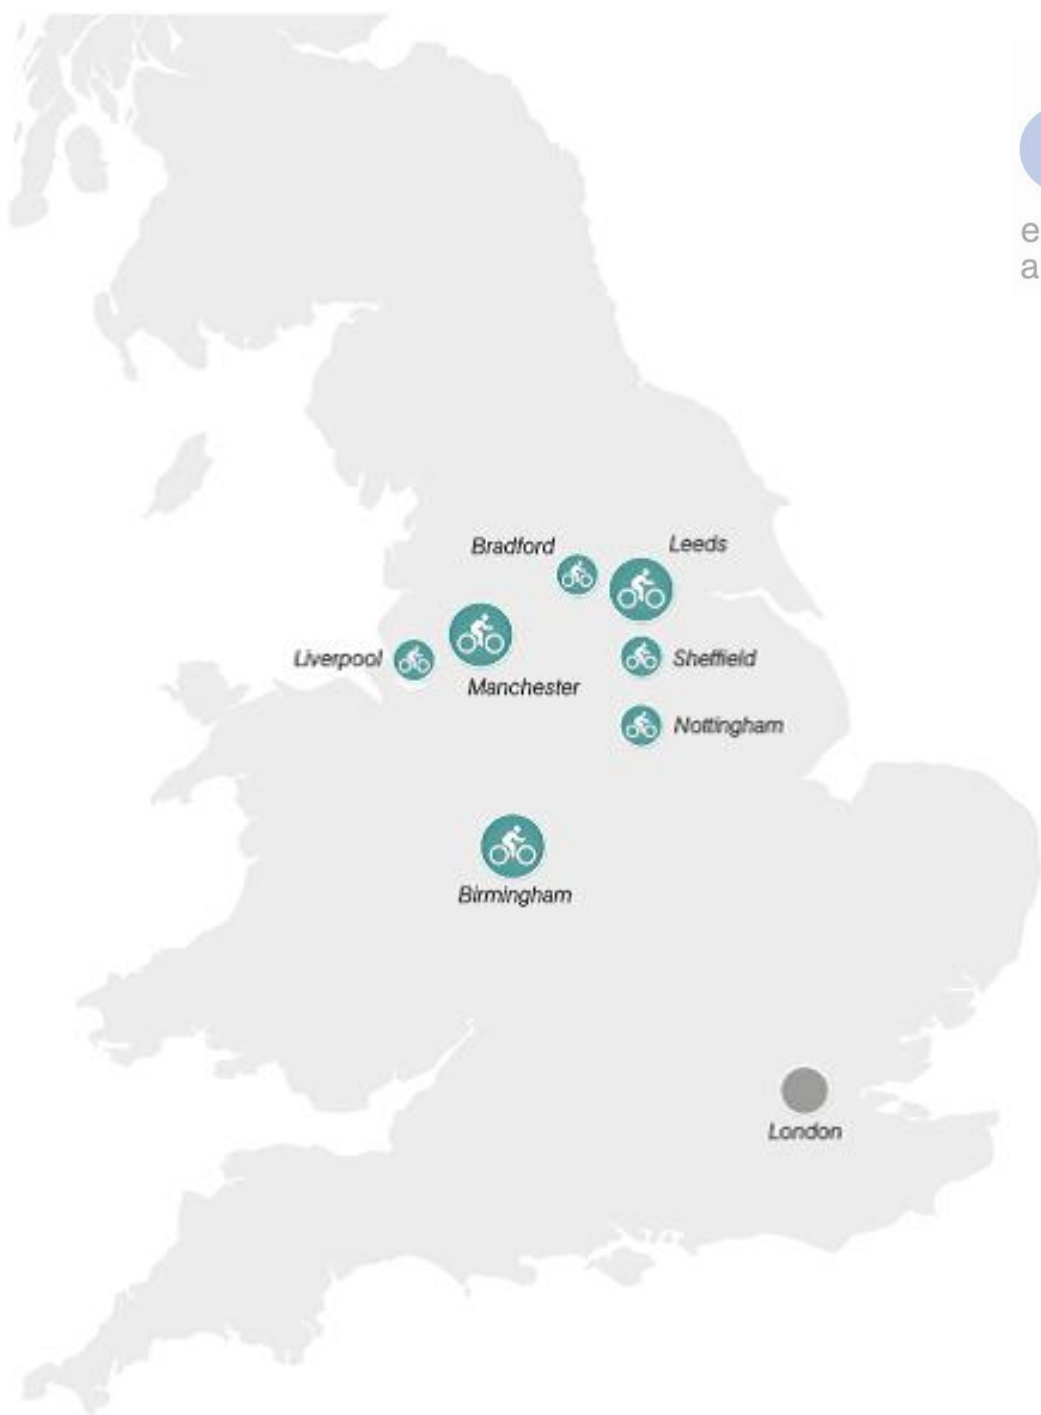 e
a
Bradford
Leeds
Liverpool
Manchester
Sheffield
Nottingham
Birmingham
London